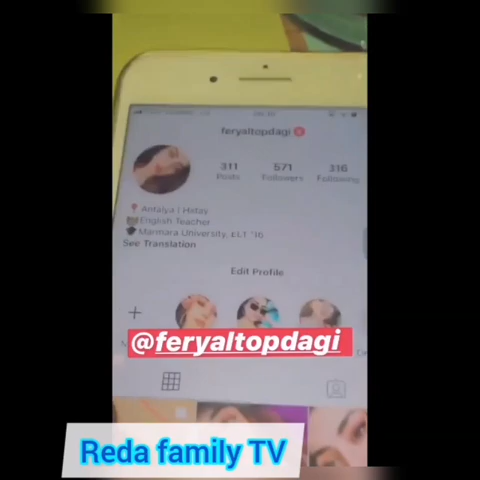 feryaltopdagi
311 571 316
Posts Followers Following
Antalya | Hatay
English Teacher
Marmara University, ELT '16
See Translation
Edit Profile
@feryaltopdagi
Reda family TV